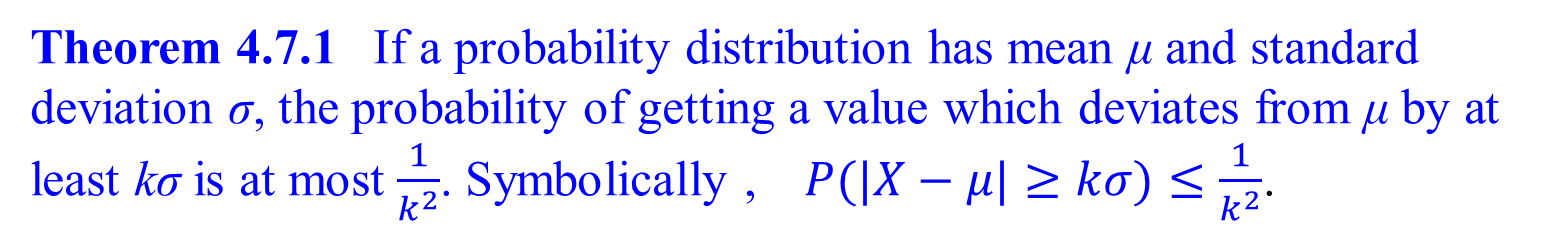 Theorem 4.7.1 If a probability distribution has mean μ and standard
deviation σ, the probability of getting a value which deviates from μ by at
least kσ is at most 1/k². Symbolically , P(|X − μ| ≥ kσ) ≤ 1/k².